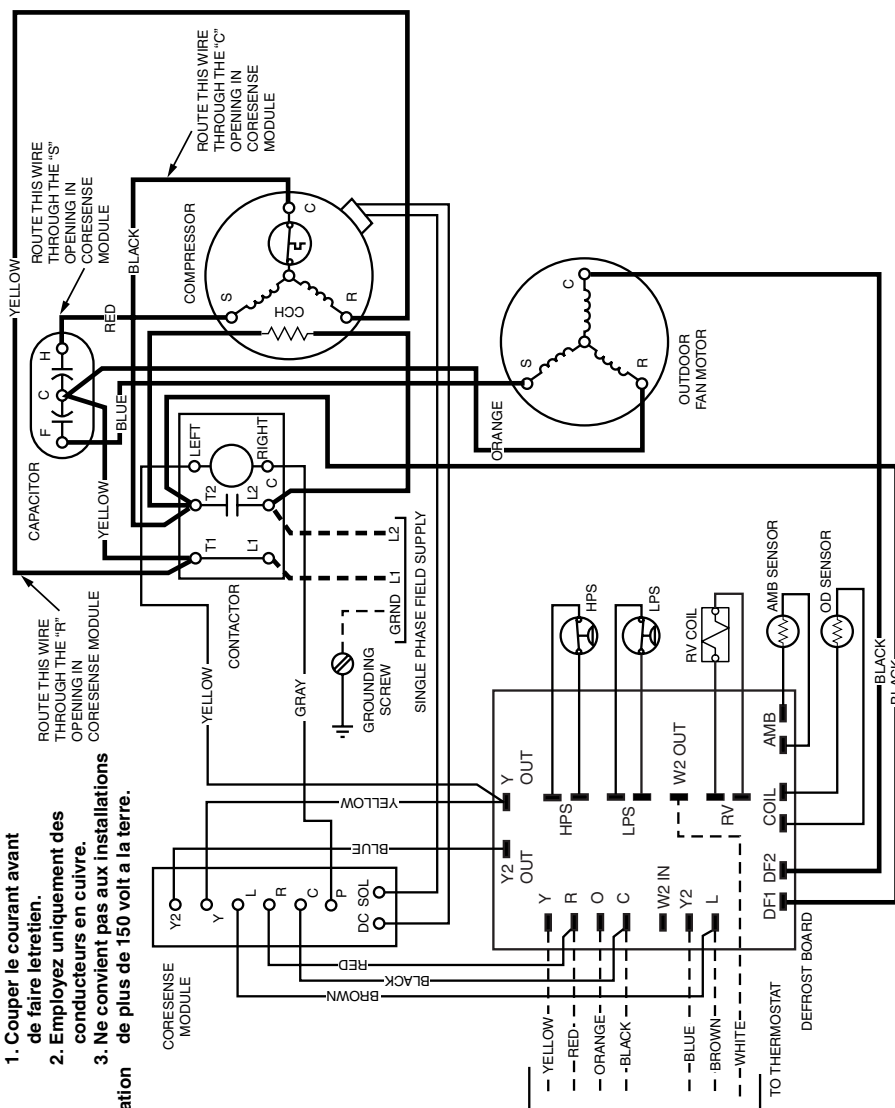 1. Couper le courant avant
de faire letretien.
2. Employez uniquement des
conducteurs en cuivre.
3. Ne convient pas aux installations
de plus de 150 volt a la terre.
ation
YELLOW
ROUTE THIS WIRE
THROUGH THE “S”
OPENING IN
CORESENSE
MODULE
ROUTE THIS WIRE
THROUGH THE “C”
OPENING IN
CORESENSE
MODULE
BLACK
RED
COMPRESSOR
S
C
R
CCH
CAPACITOR
F
C
H
BLUE
YELLOW
ORANGE
OUTDOOR
FAN MOTOR
S
C
R
ROUTE THIS WIRE
THROUGH THE “R”
OPENING IN
CORESENSE MODULE
CONTACTOR
T1
L1
T2
L2
C
LEFT
RIGHT
YELLOW
GRAY
GROUNDING
SCREW
GRND
L1
L2
SINGLE PHASE FIELD SUPPLY
CORESENSE
MODULE
Y2
Y
L
R
C
P
DC SOL
BLUE
YELLOW
RED
BLACK
BROWN
Y2
OUT
Y
OUT
HPS
HPS
LPS
LPS
W2 OUT
RV
RV COIL
AMB SENSOR
OD SENSOR
AMB
COIL
DF2
DF1
BLACK
BLACK
Y
R
O
C
W2 IN
Y2
L
YELLOW
RED
ORANGE
BLACK
BLUE
BROWN
WHITE
TO THERMOSTAT
DEFROST BOARD